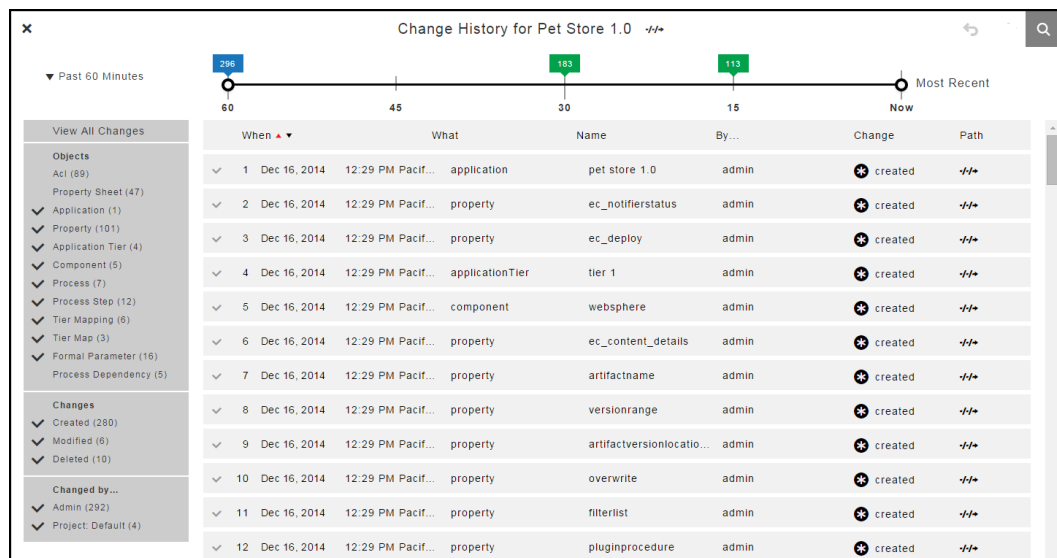 Change History for Pet Store 1.0
Past 60 Minutes
296
183
113
Most Recent
60 45 30 15 Now
View All Changes
Objects
Acl (89)
Property Sheet (47)
Application (1)
Property (101)
Application Tier (4)
Component (5)
Process (7)
Process Step (12)
Tier Mapping (6)
Tier Map (3)
Formal Parameter (16)
Process Dependency (5)
Changes
Created (280)
Modified (6)
Deleted (10)
Changed by...
Admin (292)
Project: Default (4)
When What Name By... Change Path
1 Dec 16, 2014 12:29 PM Pacif... application pet store 1.0 admin created
2 Dec 16, 2014 12:29 PM Pacif... property ec_notifierstatus admin created
3 Dec 16, 2014 12:29 PM Pacif... property ec_deploy admin created
4 Dec 16, 2014 12:29 PM Pacif... applicationTier tier 1 admin created
5 Dec 16, 2014 12:29 PM Pacif... component websphere admin created
6 Dec 16, 2014 12:29 PM Pacif... property ec_content_details admin created
7 Dec 16, 2014 12:29 PM Pacif... property artifactname admin created
8 Dec 16, 2014 12:29 PM Pacif... property versionrange admin created
9 Dec 16, 2014 12:29 PM Pacif... property artifactversionlocatio... admin created
10 Dec 16, 2014 12:29 PM Pacif... property overwrite admin created
11 Dec 16, 2014 12:29 PM Pacif... property filterlist admin created
12 Dec 16, 2014 12:29 PM Pacif... property pluginprocedure admin created